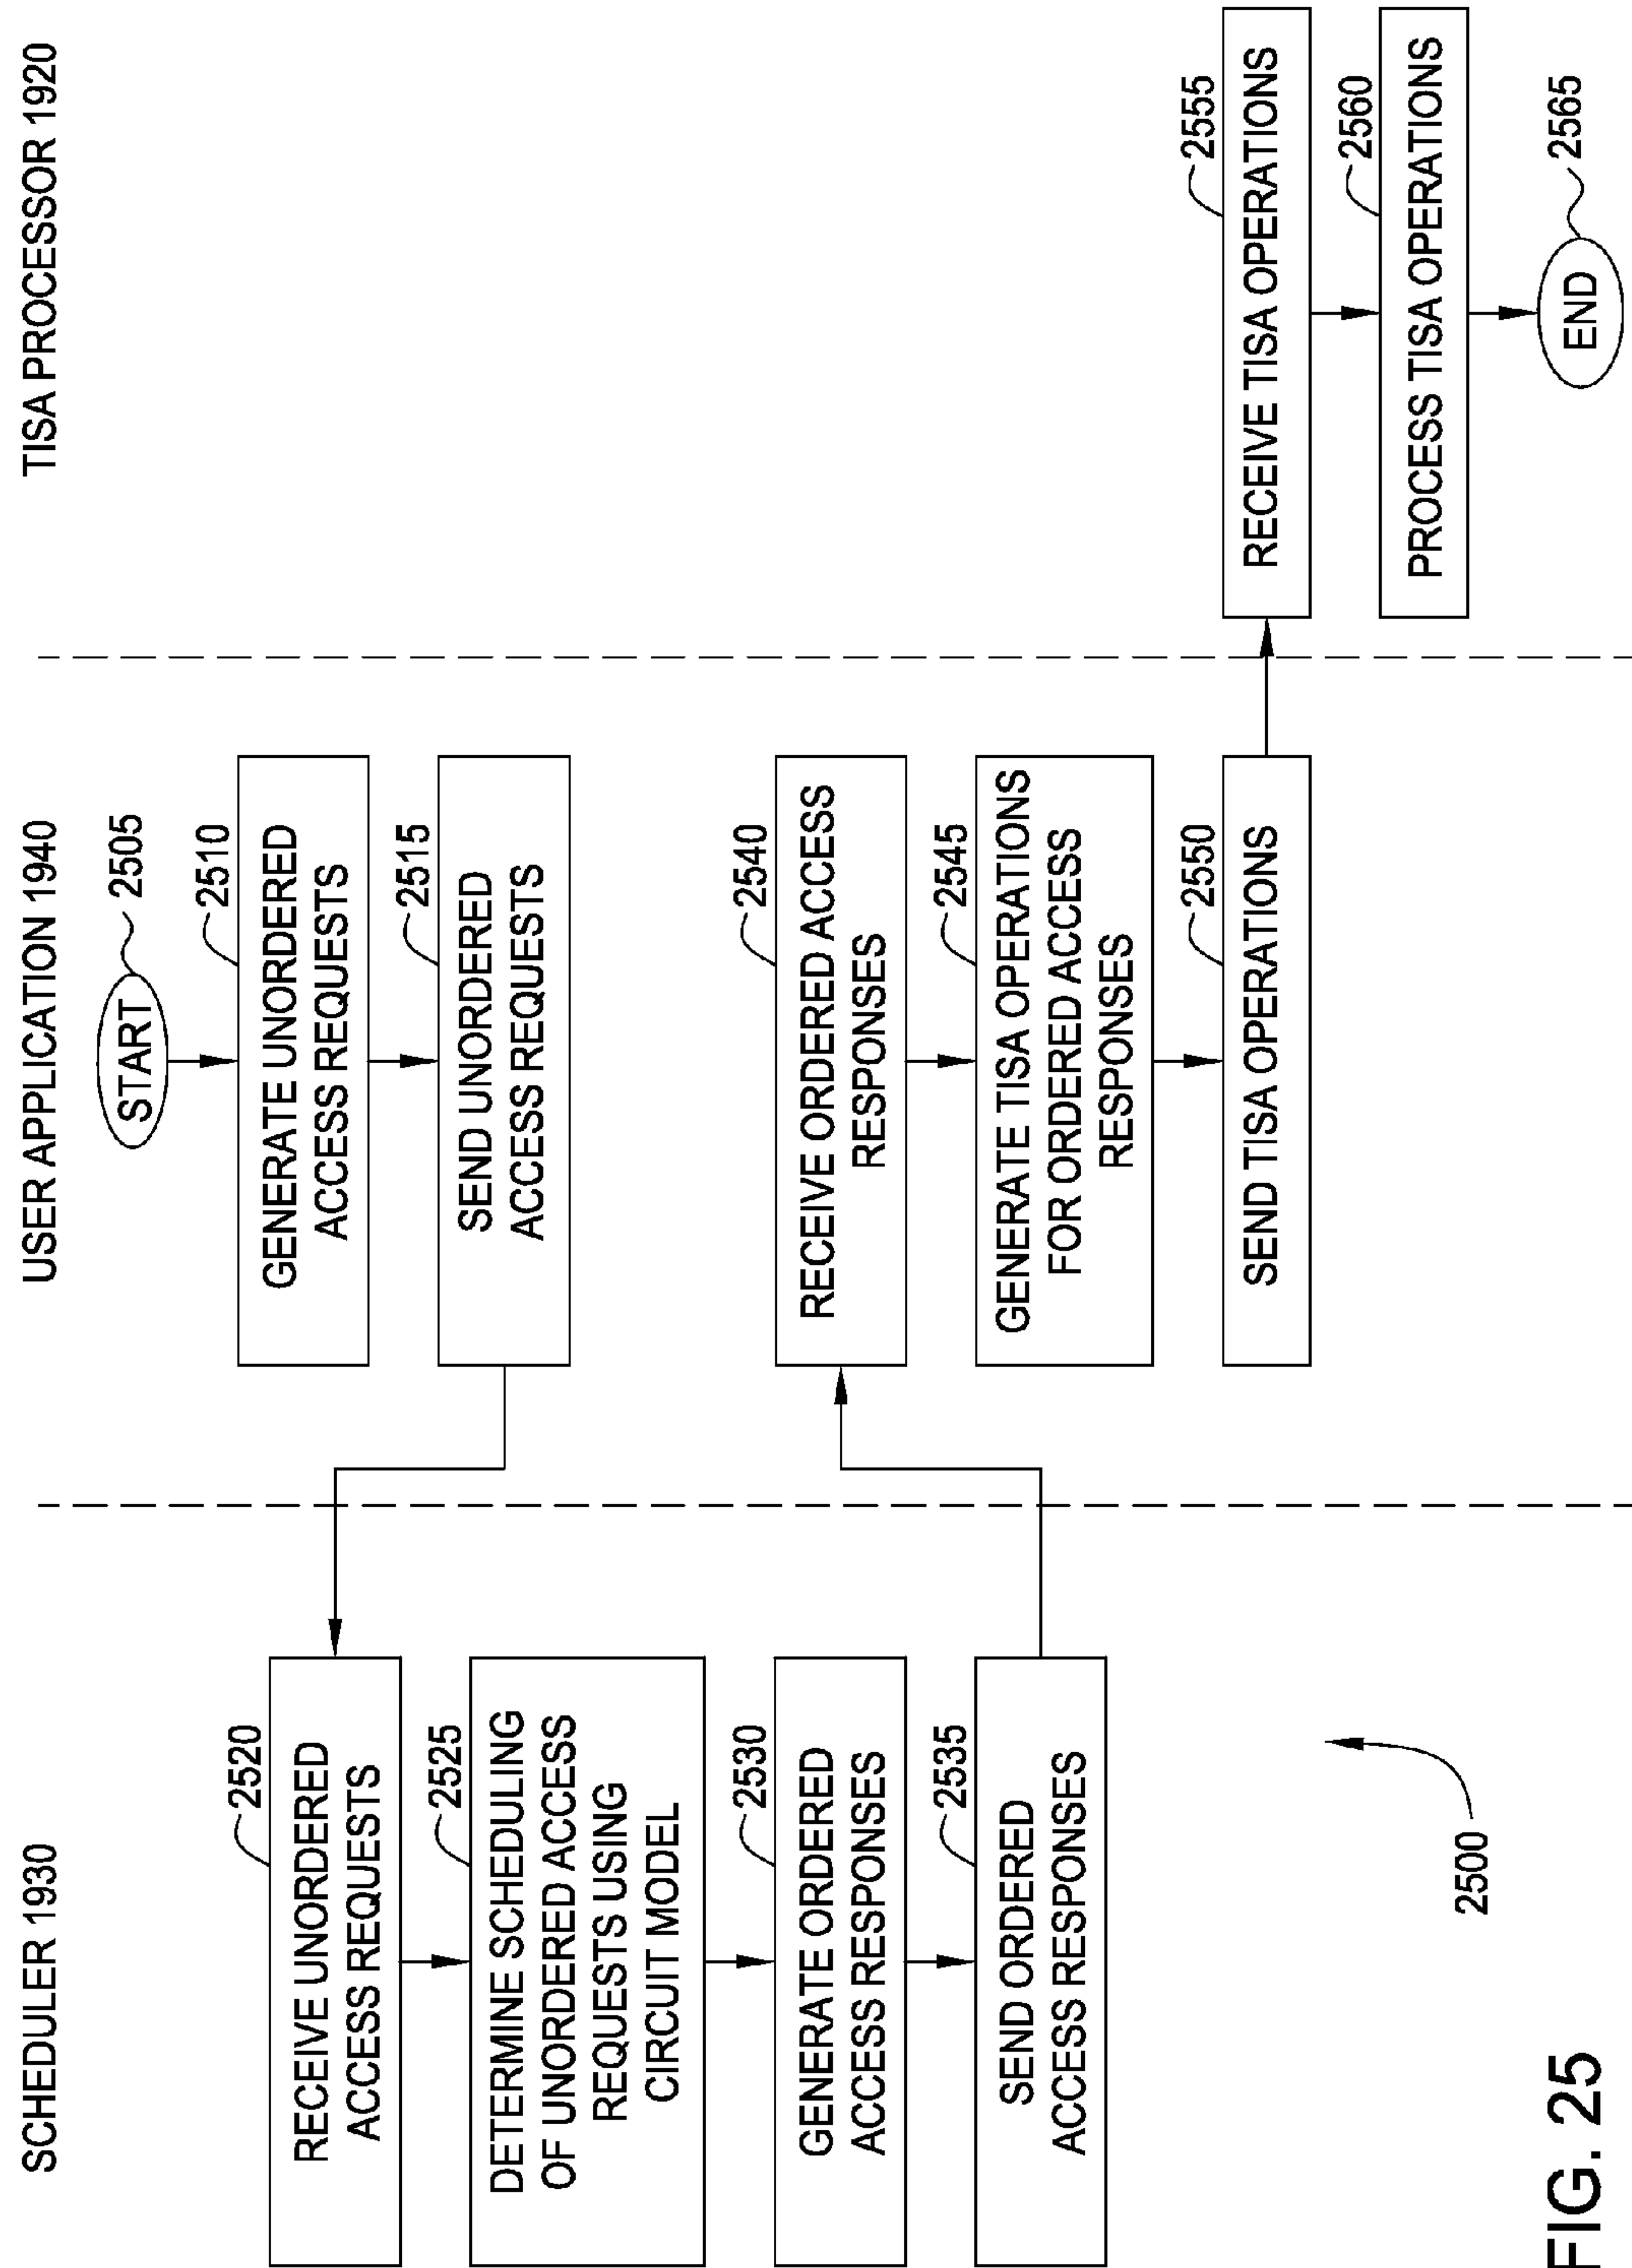 SCHEDULER 1930
USER APPLICATION 1940
TISA PROCESSOR 1920
START
2505
2510
GENERATE UNORDERED
ACCESS REQUESTS
2515
SEND UNORDERED
ACCESS REQUESTS
2520
RECEIVE UNORDERED
ACCESS REQUESTS
2525
DETERMINE SCHEDULING
OF UNORDERED ACCESS
REQUESTS USING
CIRCUIT MODEL
2530
GENERATE ORDERED
ACCESS RESPONSES
2535
SEND ORDERED
ACCESS RESPONSES
2540
RECEIVE ORDERED ACCESS
RESPONSES
2545
GENERATE TISA OPERATIONS
FOR ORDERED ACCESS
RESPONSES
2550
SEND TISA OPERATIONS
2555
RECEIVE TISA OPERATIONS
2560
PROCESS TISA OPERATIONS
END
2565
2500
FIG. 25